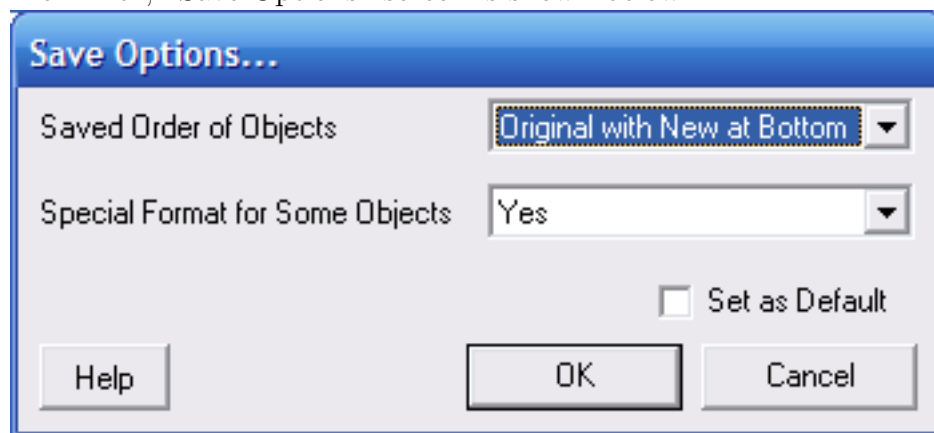 Save Options...
Saved Order of Objects Original with New at Bottom
Special Format for Some Objects Yes
Set as Default
Help OK Cancel